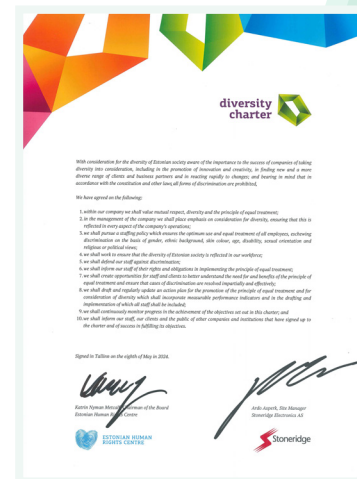 diversity
charter
With consideration for the diversity of Estonian society aware of the importance to the success of companies of taking
diversity into consideration, including in the promotion of innovation and creativity, in finding new and a more
diverse range of clients and business partners and in reacting rapidly to changes; and bearing in mind that in
accordance with the constitution and other laws, all forms of discrimination are prohibited,
We have agreed on the following:
1. within our company we shall value mutual respect, diversity and the principle of equal treatment;
2. in the management of the company we shall place emphasis on consideration for diversity, ensuring that this is
reflected in every aspect of the company's operations;
3. we shall pursue a staffing policy which ensures the optimum use and equal treatment of all employees, eschewing
discrimination on the basis of gender, ethnic background, skin colour, age, disability, sexual orientation and
religious or political views;
4. we shall work to ensure that the diversity of Estonian society is reflected in our workforce;
5. we shall defend our staff against discrimination;
6. we shall inform our staff of their rights and obligations in implementing the principle of equal treatment;
7. we shall create opportunities for staff and clients to better understand the need for and benefits of the principle of
equal treatment and ensure that cases of discrimination are resolved impartially and effectively;
8. we shall draft and regularly update an action plan for the promotion of the principle of equal treatment and for
consideration of diversity which shall incorporate measurable performance indicators and in the drafting and
implementation of which all staff shall be included;
9. we shall continuously monitor progress in the achievement of the objectives set out in this charter; and
10. we shall inform our staff, our clients and the public of other companies and institutions that have signed up to
the charter and of success in fulfilling its objectives.
Signed in Tallinn on the eighth of May in 2024.
Katrin Nyman Metcalf, Chairman of the Board
Estonian Human Rights Centre
Ariki Asperk, Site Manager
Stoneridge Electronics AS
ESTONIAN HUMAN
RIGHTS CENTRE
Stoneridge